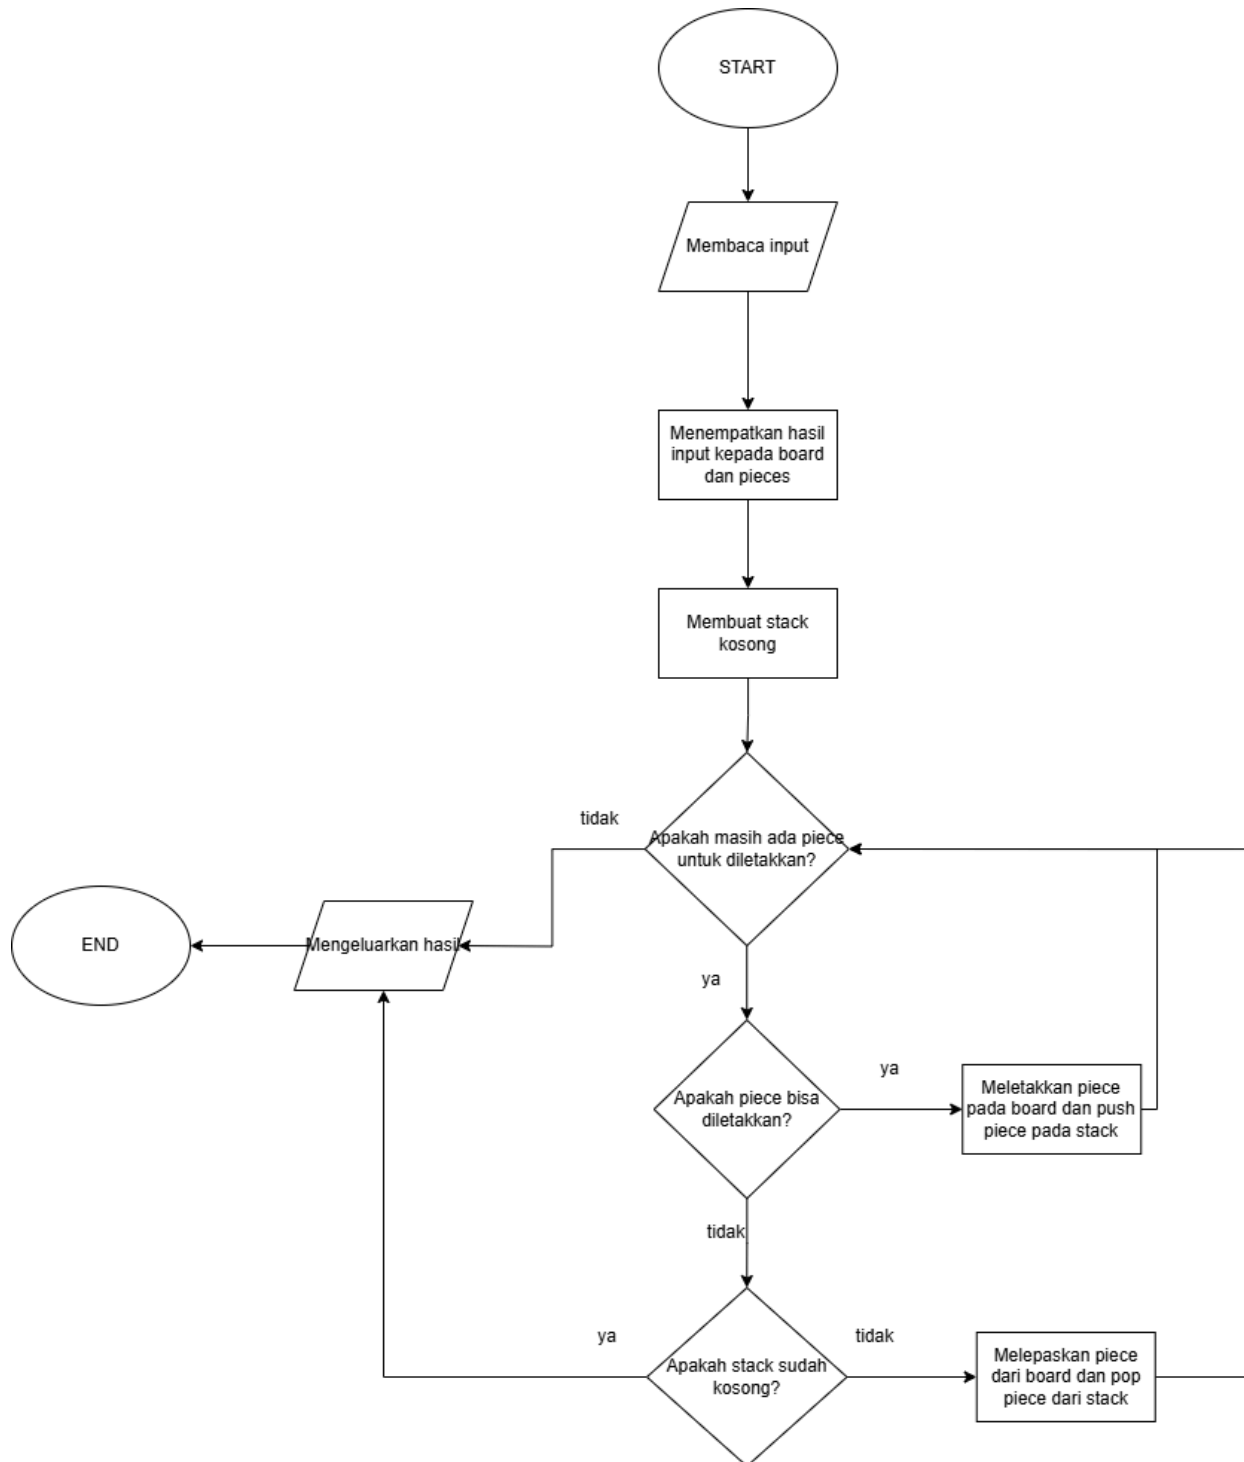 START
Membaca input
Menempatkan hasil
input kepada board
dan pieces
Membuat stack
kosong
tidak
Apakah masih ada piece
untuk diletakkan?
END
Mengeluarkan hasil
ya
Apakah piece bisa
diletakkan?
ya
Meletakkan piece
pada board dan push
piece pada stack
tidak
ya
Apakah stack sudah
kosong?
tidak
Melepaskan piece
dari board dan pop
piece dari stack